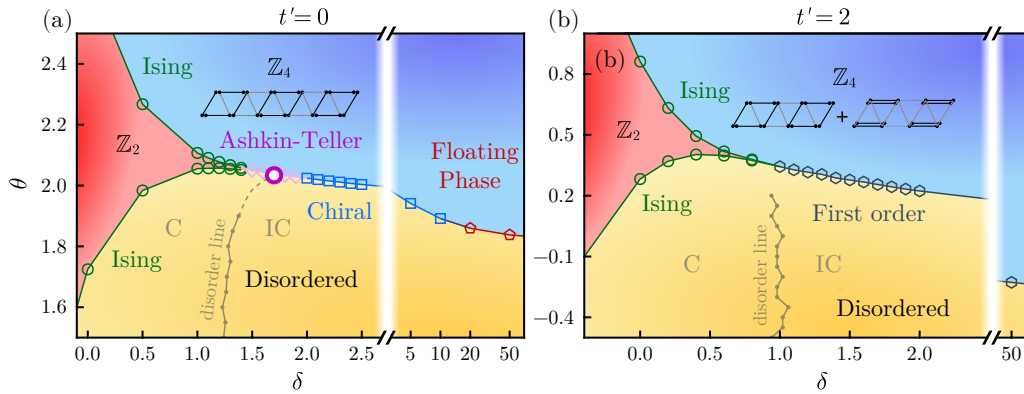 (a)
t′ = 0
θ
2.4
2.2
2.0
1.8
1.6
Ising
ℤ₄
ℤ₂
Ashkin-Teller
Floating
Phase
Chiral
C
IC
Ising
disorder line
Disordered
0.0 0.5 1.0 1.5 2.0 2.5 5 10 20 50
δ
(b)
t′ = 2
0.8
0.5
0.2
−0.1
−0.4
(b)
Ising
ℤ₄
+
ℤ₂
Ising
First order
C
IC
disorder line
Disordered
0.0 0.5 1.0 1.5 2.0 50
δ